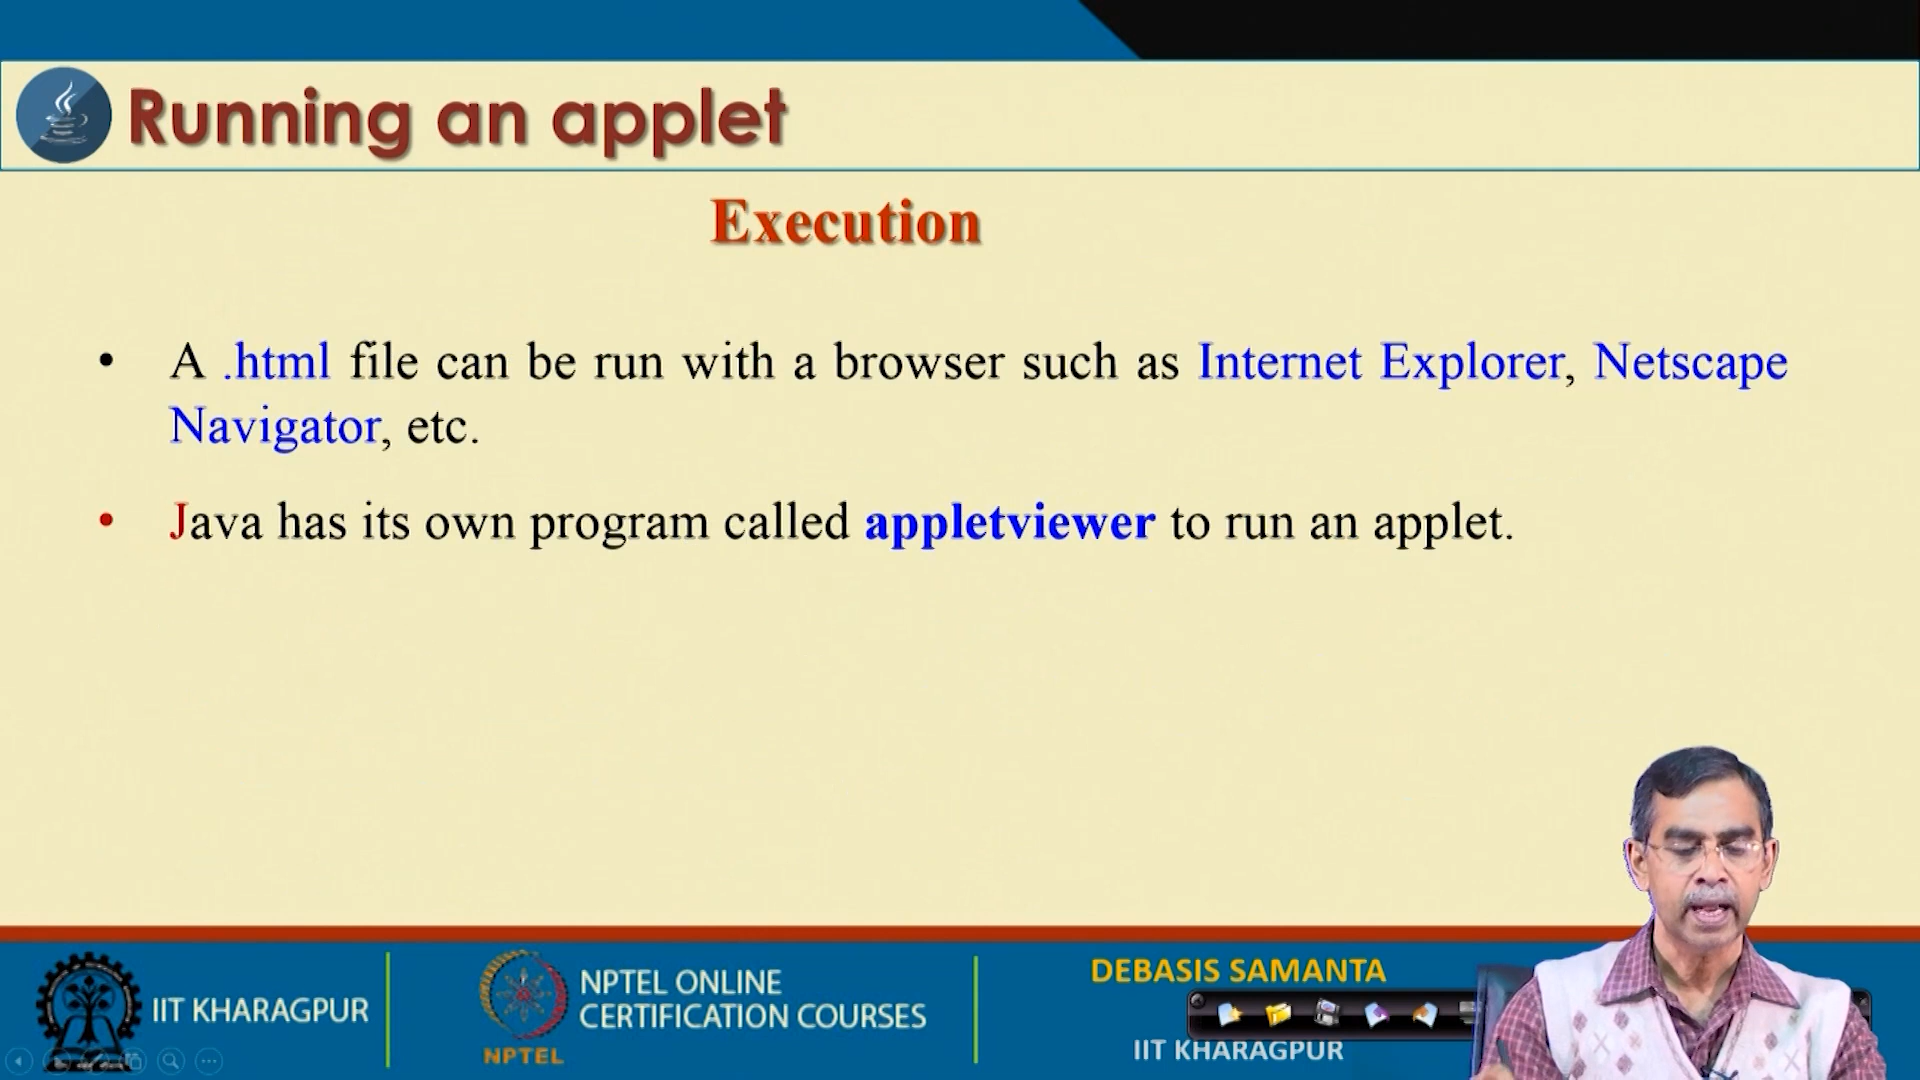 Running an applet
Execution
• A .html file can be run with a browser such as Internet Explorer, Netscape
Navigator, etc.
• Java has its own program called appletviewer to run an applet.
IIT KHARAGPUR
NPTEL
NPTEL ONLINE
CERTIFICATION COURSES
DEBASIS SAMANTA
IIT KHARAGPUR